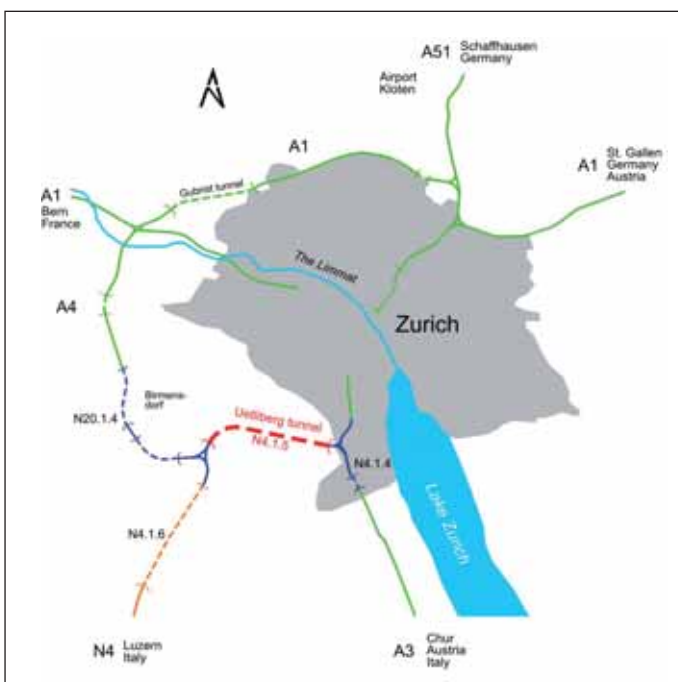 A51
Schaffhausen
Germany
Airport
Kloten
A1
St. Gallen
Germany
Austria
A1
Gubrist tunnel
A1
Bern
France
The Limmat
Zurich
A4
Birmens-
dorf
N20.1.4
Uetliberg tunnel
N4.1.5
N4.1.4
Lake Zurich
N4.1.6
N4
Luzern
Italy
A3
Chur
Austria
Italy